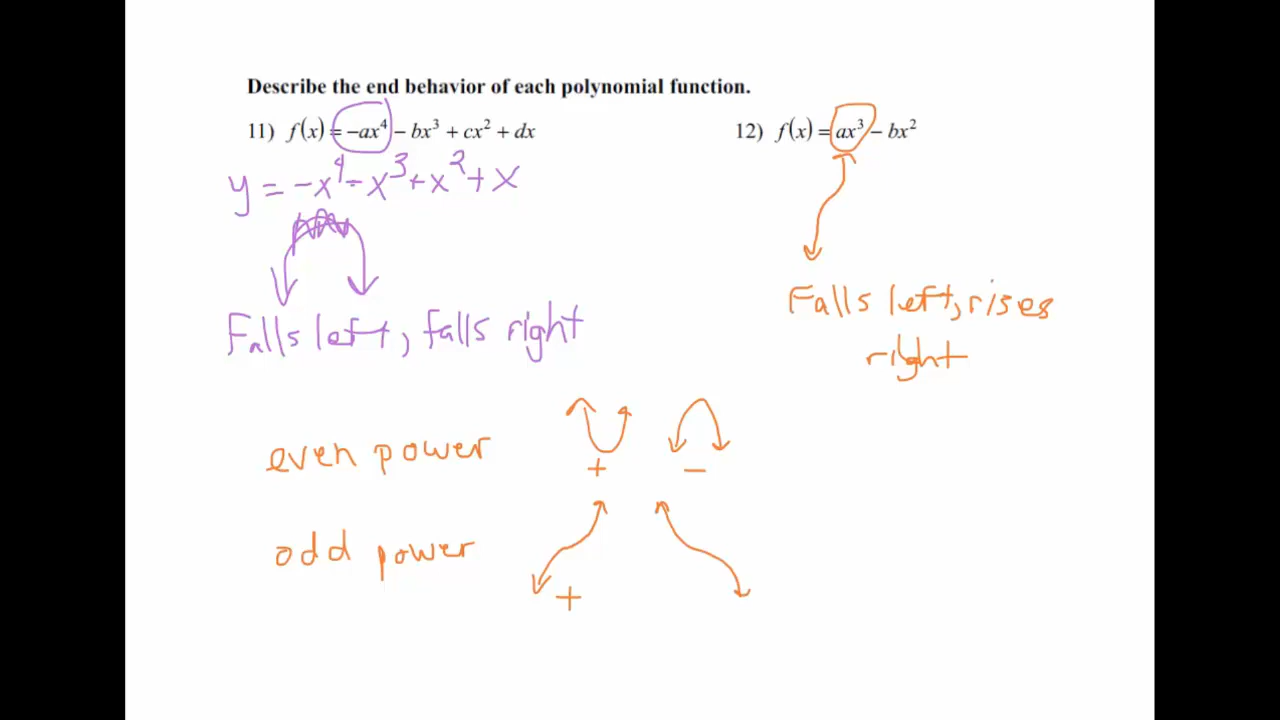 Describe the end behavior of each polynomial function.
11) f(x) = -ax⁴ - bx³ + cx² + dx
12) f(x) = ax³ - bx²
y = -x⁴ - x³ + x² + x
Falls left, falls right
Falls left, rises
right
even power
+ −
odd power
+